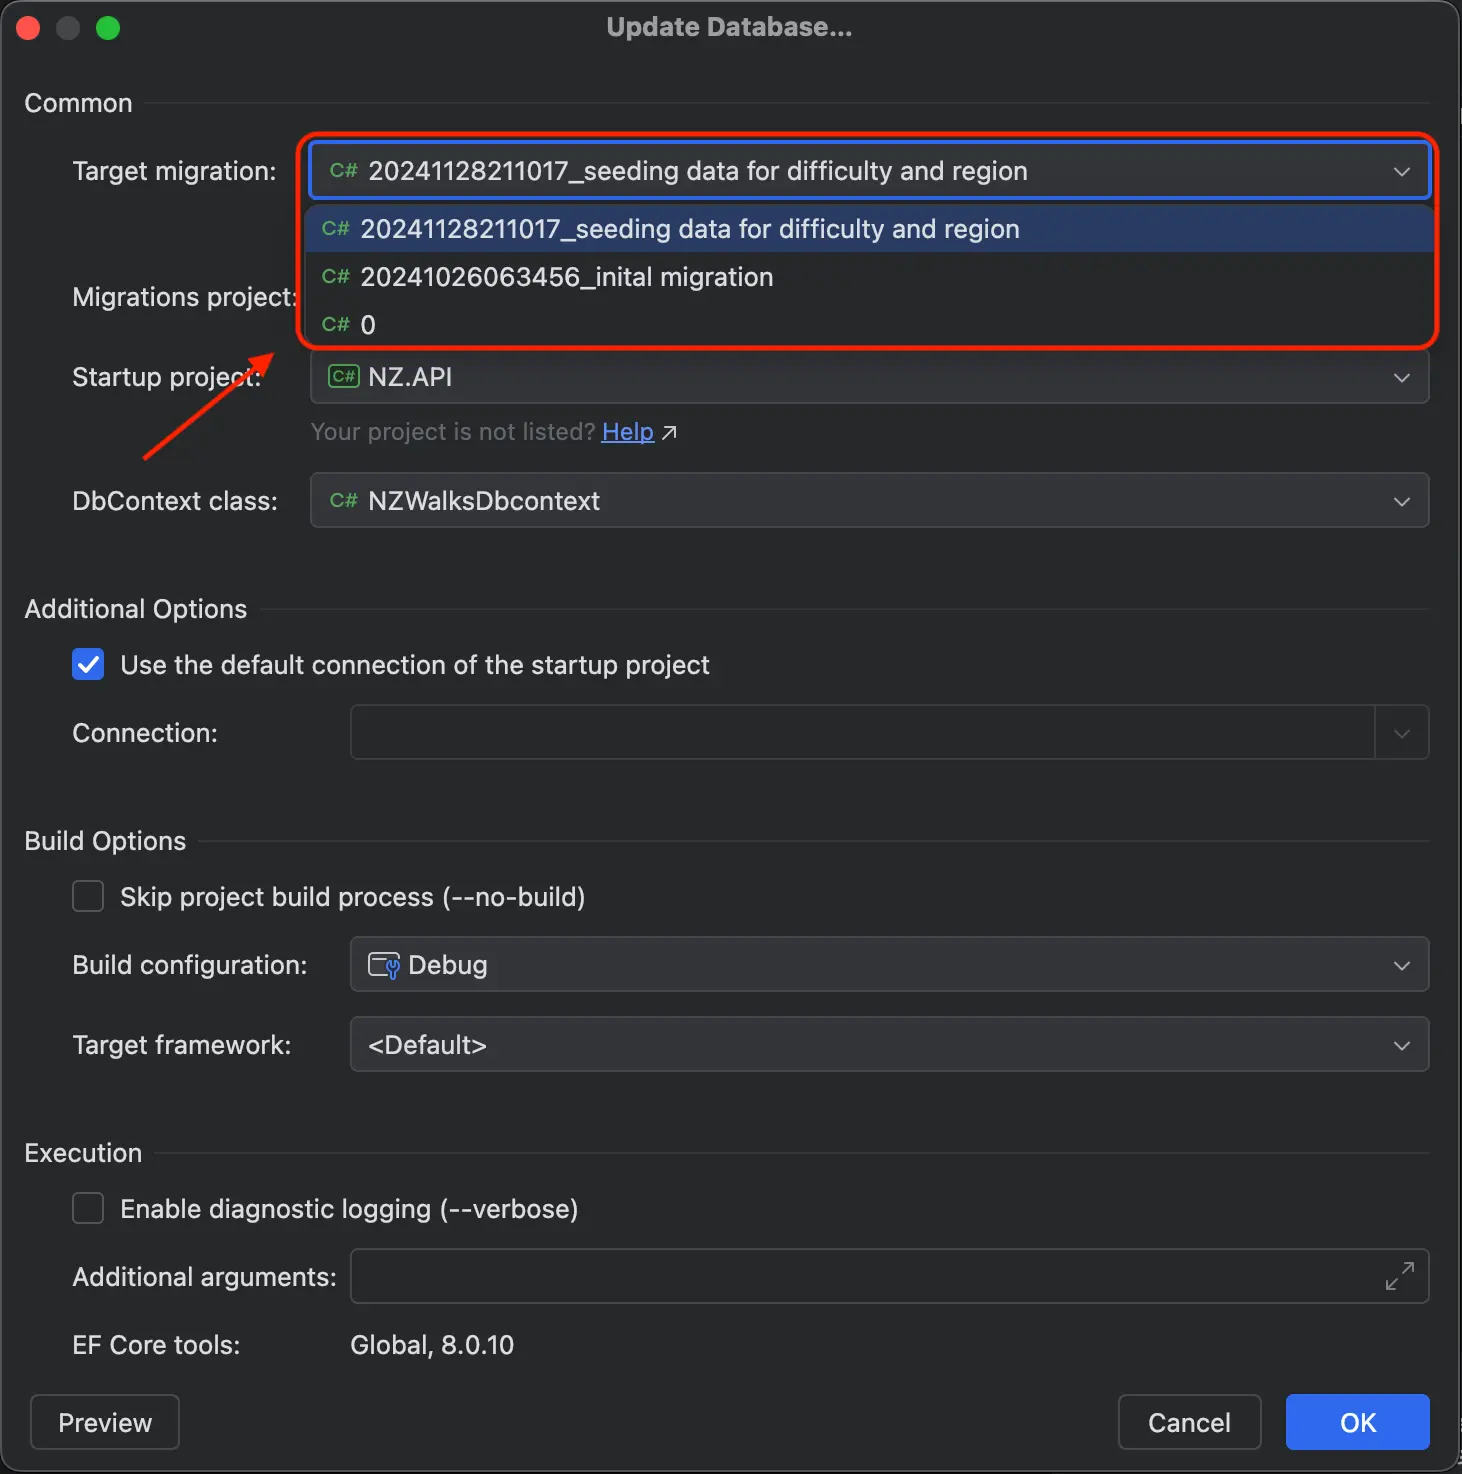 Update Database...
Common
Target migration: C# 20241128211017_seeding data for difficulty and region
C# 20241128211017_seeding data for difficulty and region
C# 20241026063456_inital migration
Migrations project:
C# 0
Startup project: C# NZ.API
Your project is not listed? Help ↗
DbContext class: C# NZWalksDbcontext
Additional Options
Use the default connection of the startup project
Connection:
Build Options
Skip project build process (--no-build)
Build configuration: Debug
Target framework: <Default>
Execution
Enable diagnostic logging (--verbose)
Additional arguments:
EF Core tools: Global, 8.0.10
Preview Cancel OK